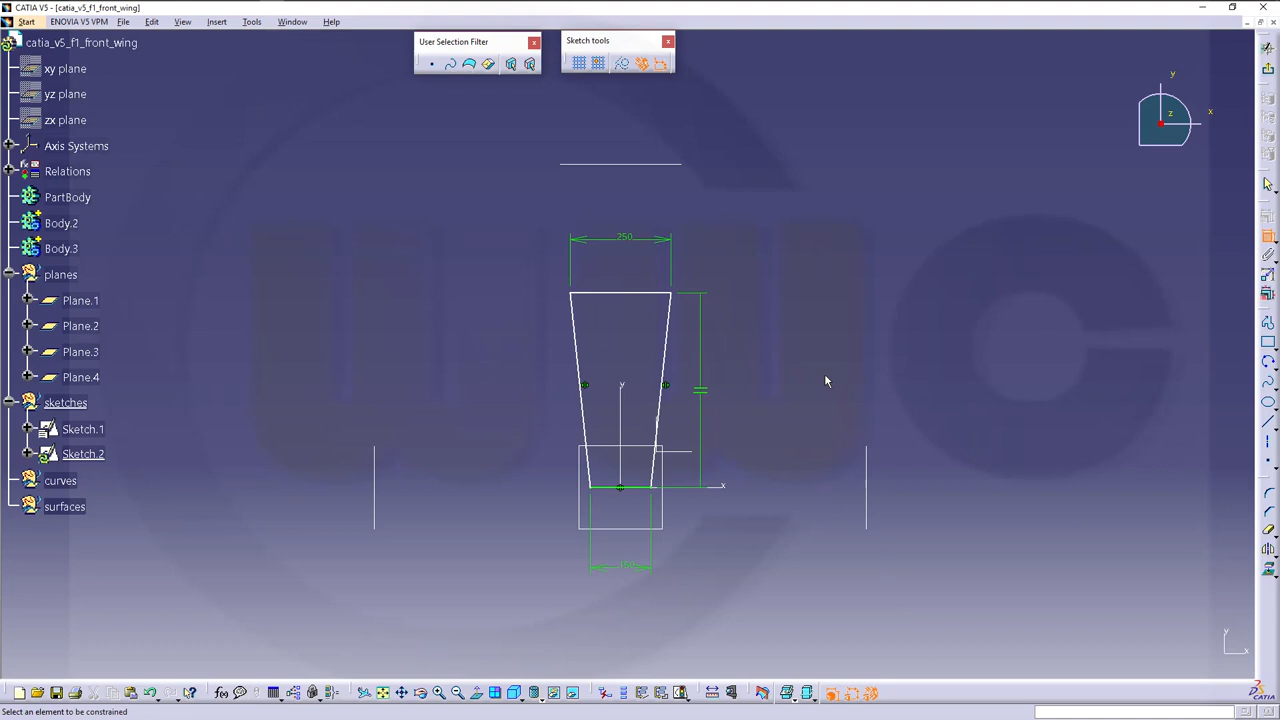 CATIA V5 - [catia_v5_f1_front_wing]
Start ENOVIA V5 VPM File Edit View Insert Tools Window Help
User Selection Filter x
Sketch tools x
catia_v5_f1_front_wing
xy plane
yz plane
zx plane
Axis Systems
Relations
PartBody
Body.2
Body.3
planes
Plane.1
Plane.2
Plane.3
Plane.4
sketches
Sketch.1
Sketch.2
curves
surfaces
y
x
z
250
y
x
150
y
x
f(x)
CATIA
Select an element to be constrained